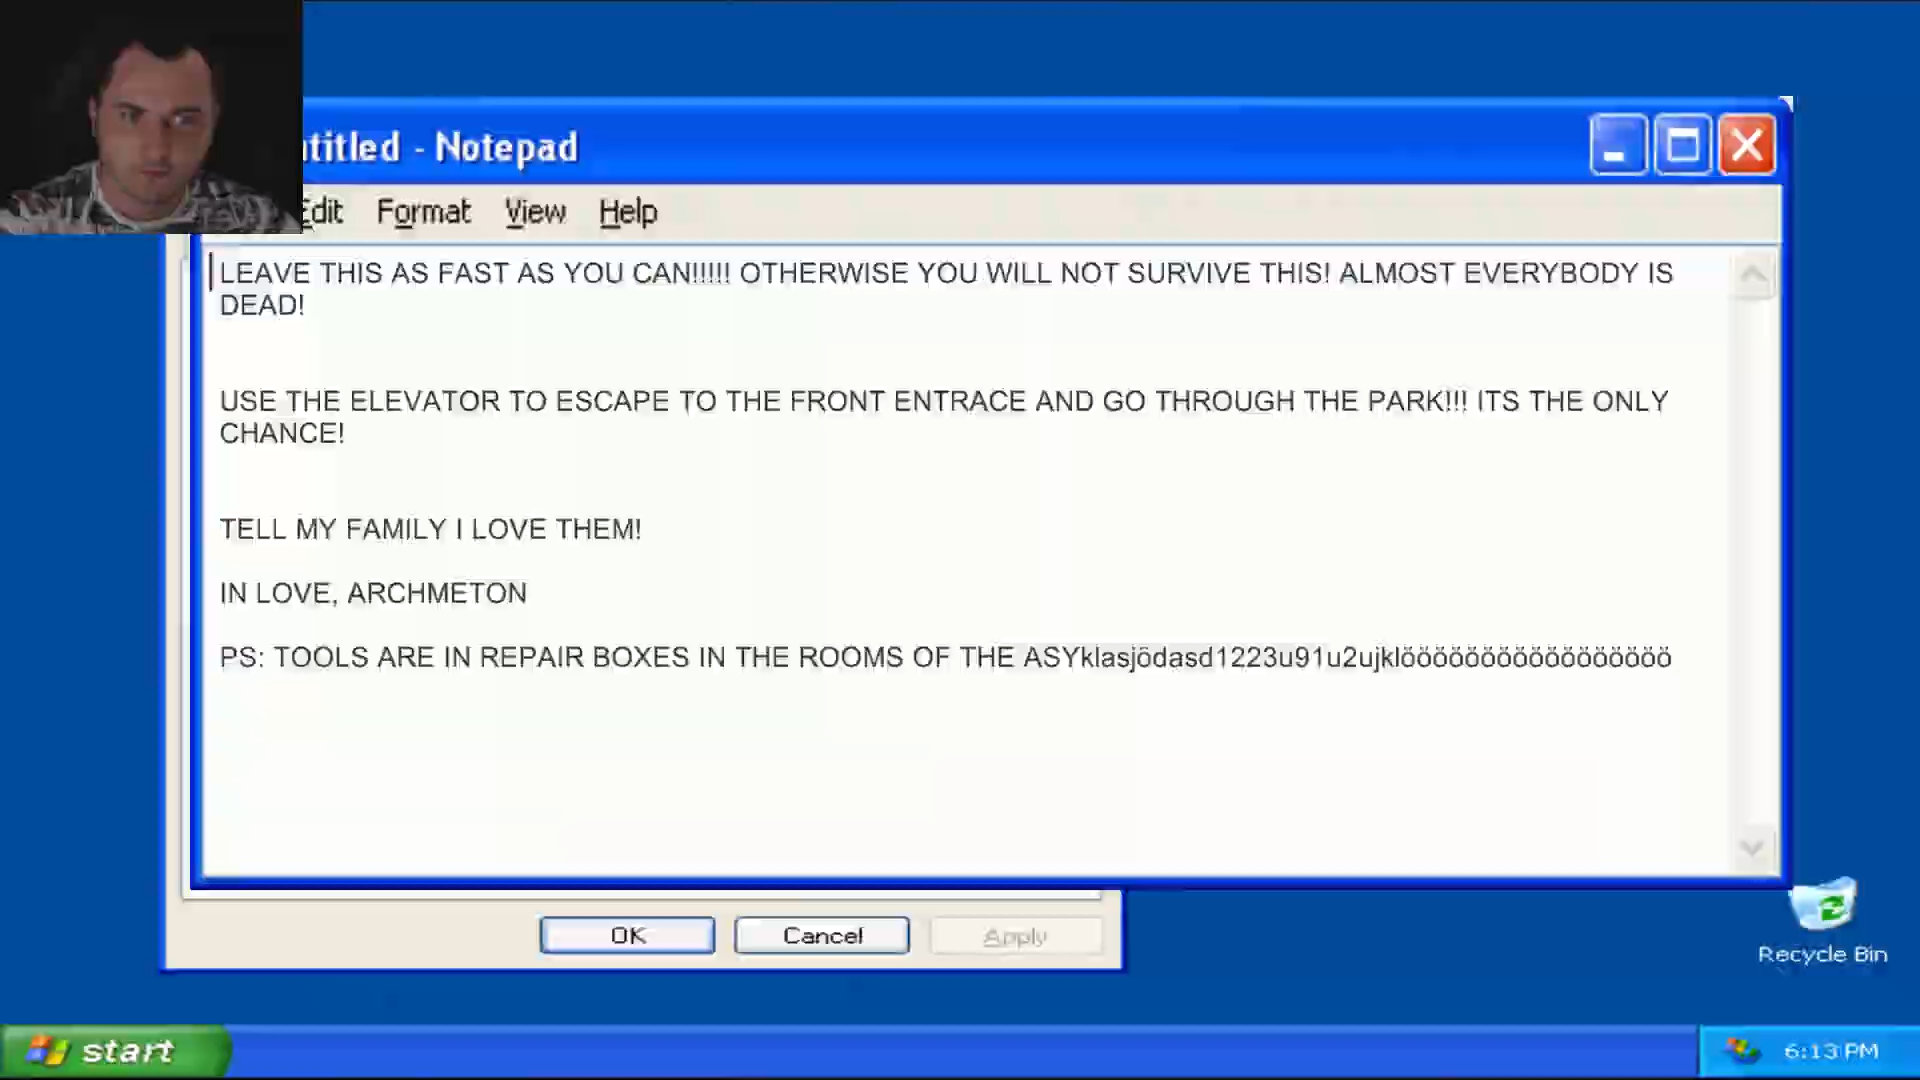 ntitled - Notepad
Edit Format View Help
LEAVE THIS AS FAST AS YOU CAN!!!!! OTHERWISE YOU WILL NOT SURVIVE THIS! ALMOST EVERYBODY IS
DEAD!
USE THE ELEVATOR TO ESCAPE TO THE FRONT ENTRACE AND GO THROUGH THE PARK!!! ITS THE ONLY
CHANCE!
TELL MY FAMILY I LOVE THEM!
IN LOVE, ARCHMETON
PS: TOOLS ARE IN REPAIR BOXES IN THE ROOMS OF THE ASYklasjödasd1223u91u2ujklööööööööööööööööö
OK Cancel Apply
Recycle Bin
start 6:13 PM